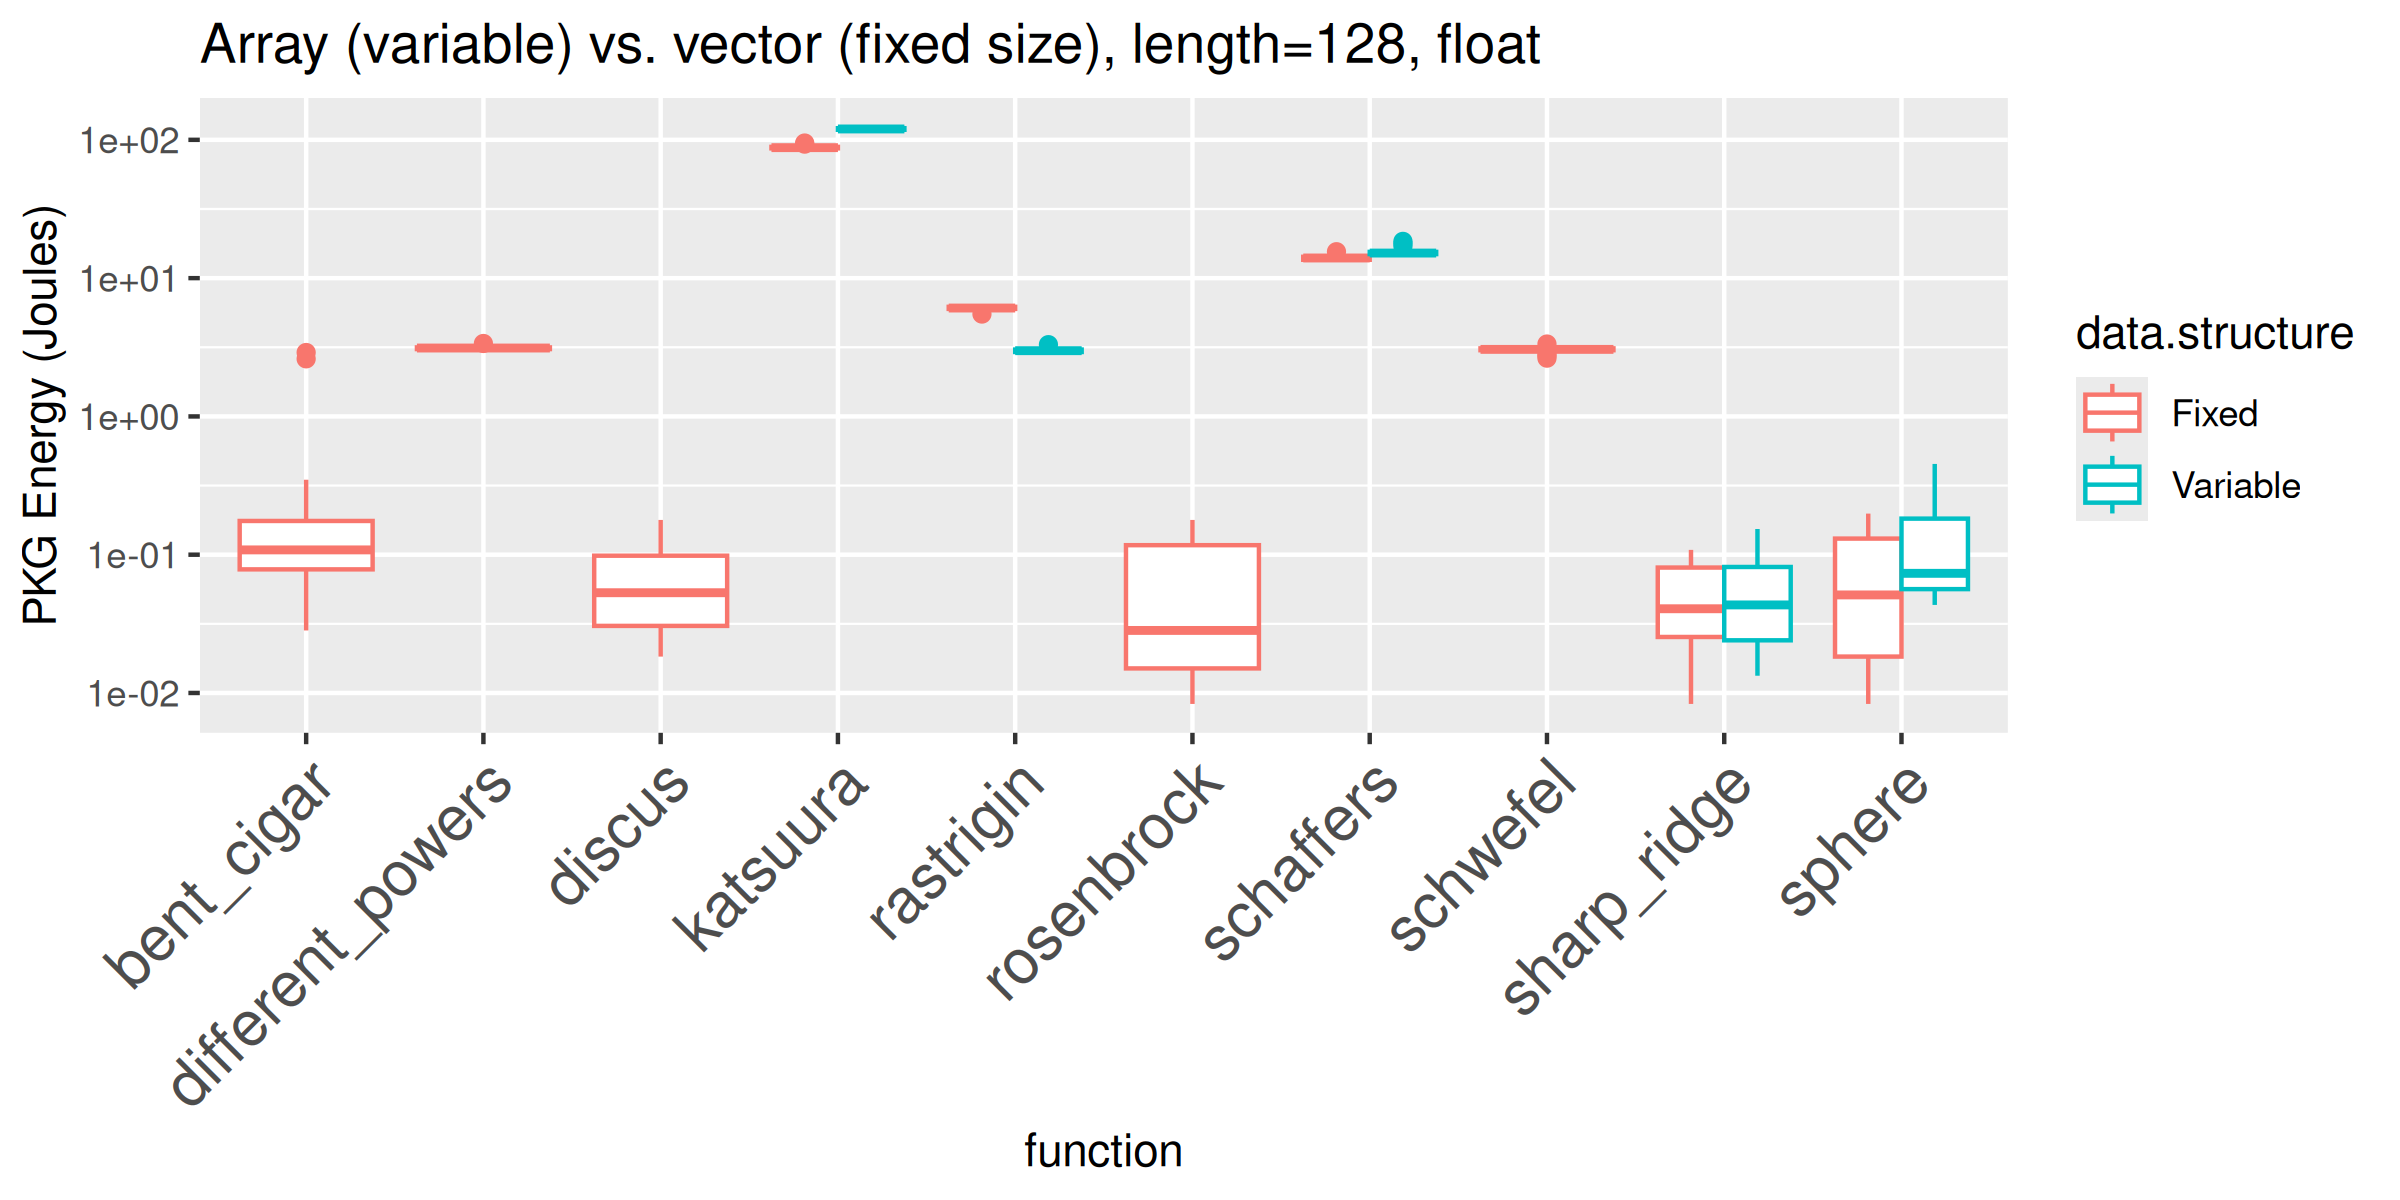 Array (variable) vs. vector (fixed size), length=128, float
PKG Energy (Joules)
1e+02
1e+01
1e+00
1e-01
1e-02
bent_cigar
different_powers
discus
katsuura
rastrigin
rosenbrock
schaffers
schwefel
sharp_ridge
sphere
function
data.structure
Fixed
Variable